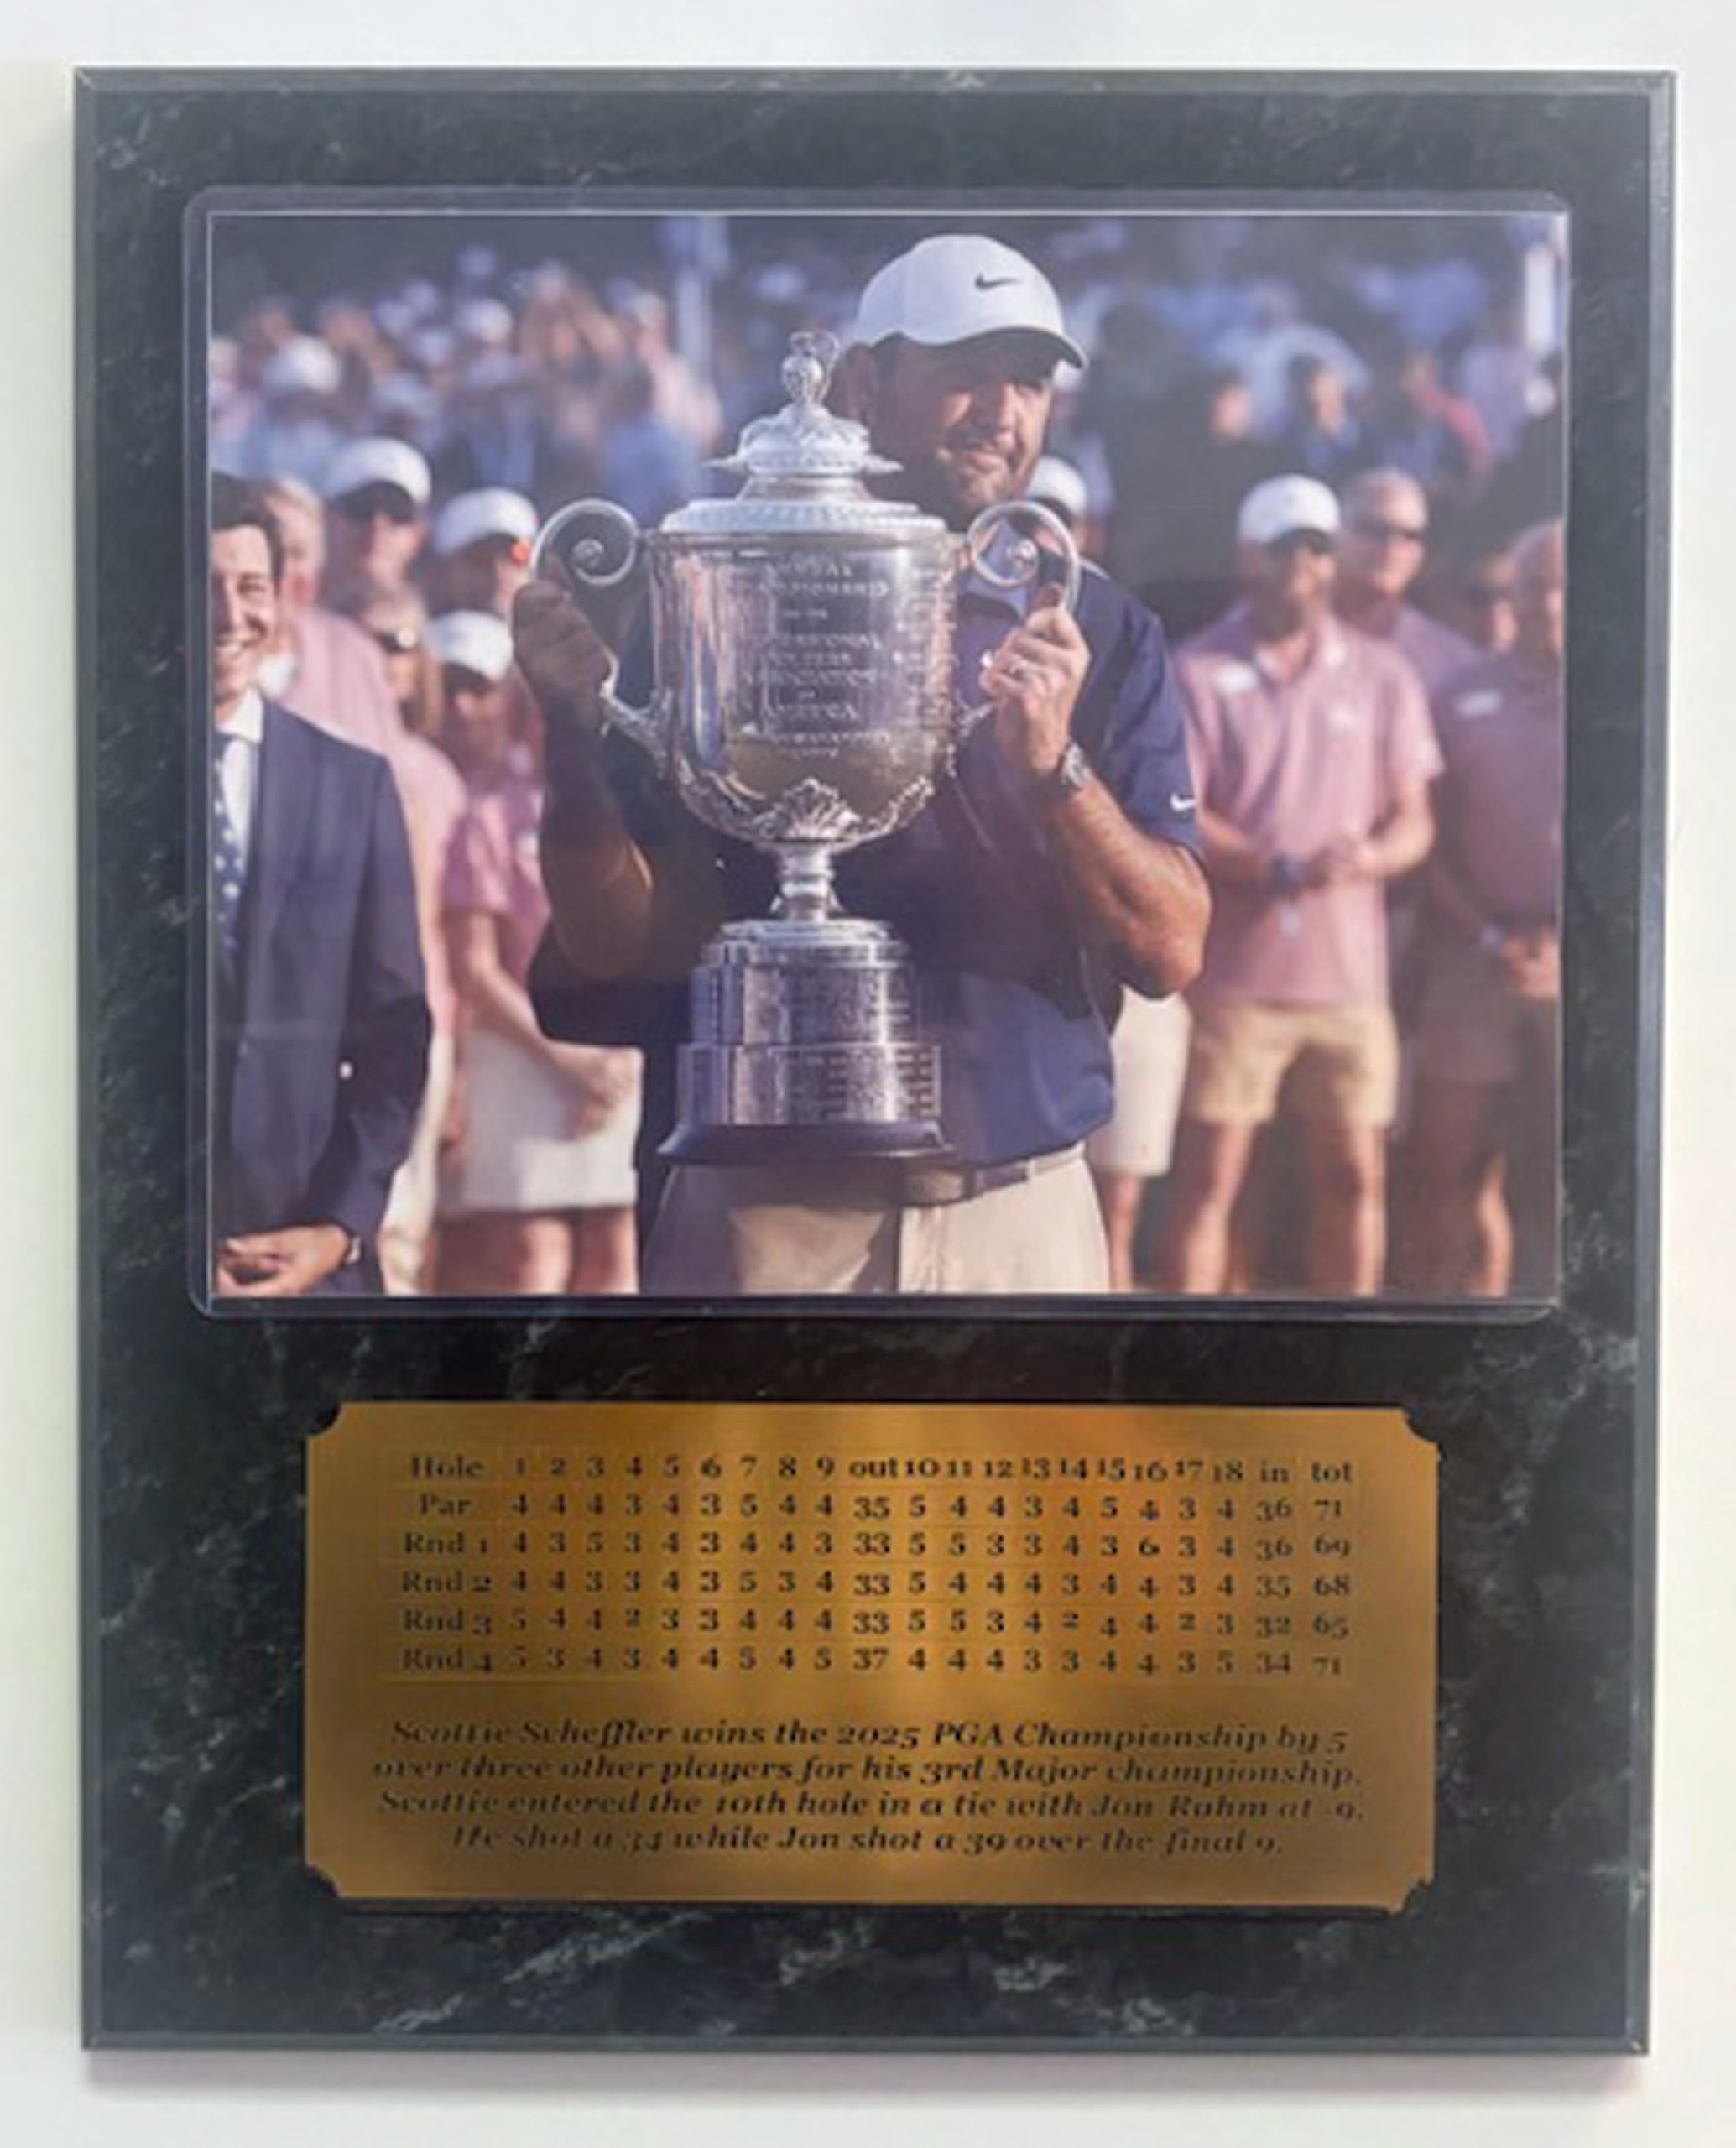 Hole 1 2 3 4 5 6 7 8 9 out 10 11 12 13 14 15 16 17 18 in tot
Par 4 4 4 3 4 3 5 4 4 35 5 4 4 3 4 5 4 3 4 36 71
Rnd 1 4 3 5 3 4 3 4 4 3 33 5 5 3 3 4 3 6 3 4 36 69
Rnd 2 4 4 3 3 4 3 5 3 4 33 5 4 4 4 3 4 4 3 4 35 68
Rnd 3 5 4 4 2 3 3 4 4 4 33 5 5 3 4 2 4 4 2 3 32 65
Rnd 4 5 3 4 3 4 4 5 4 5 37 4 4 4 3 3 4 4 3 5 34 71
Scottie Scheffler wins the 2025 PGA Championship by 5
over three other players for his 3rd Major championship.
Scottie entered the 10th hole in a tie with Jon Rahm at -9.
He shot a 34 while Jon shot a 39 over the final 9.